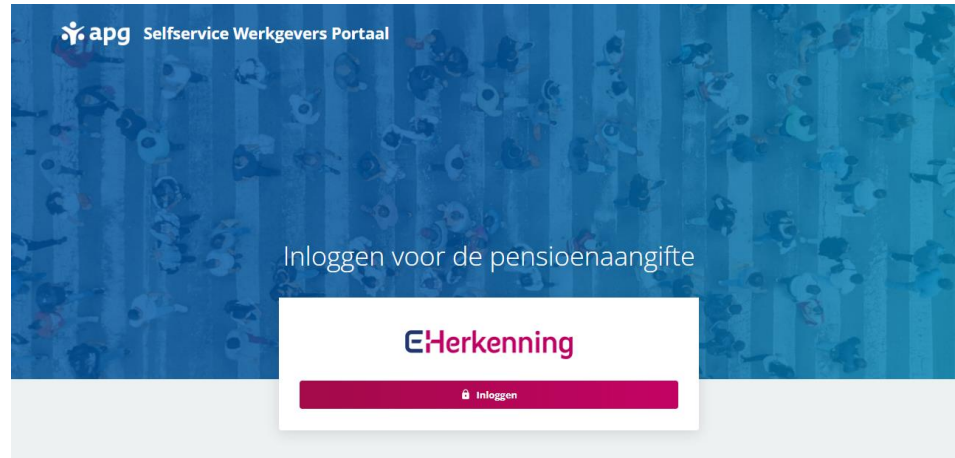 apg Selfservice Werkgevers Portaal
Inloggen voor de pensioenaangifte
eHerkenning
Inloggen